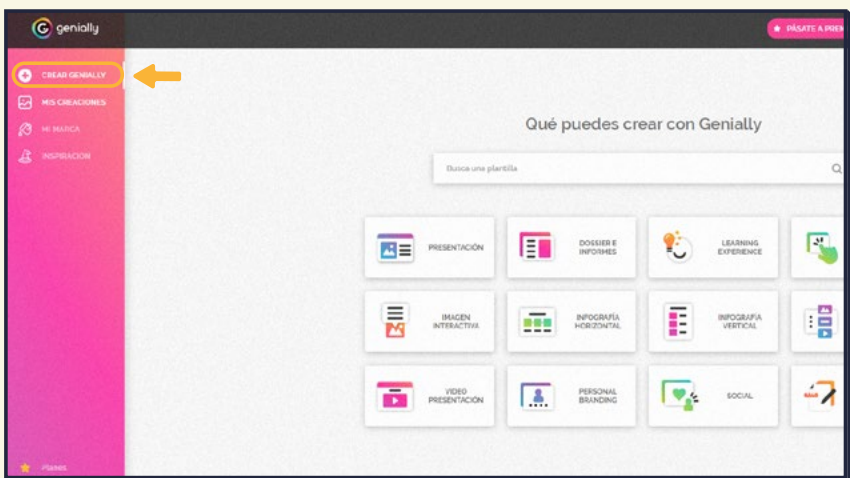 genially
PÁSATE A PREM
CREAR GENIALLY
MIS CREACIONES
MI MARCA
INSPIRACIÓN
Qué puedes crear con Genially
Busca una plantilla
PRESENTACIÓN
DOSSIER E
INFORMES
LEARNING
EXPERIENCE
IMAGEN
INTERACTIVA
INFOGRAFÍA
HORIZONTAL
INFOGRAFÍA
VERTICAL
VIDEO
PRESENTACIÓN
PERSONAL
BRANDING
SOCIAL
Planes